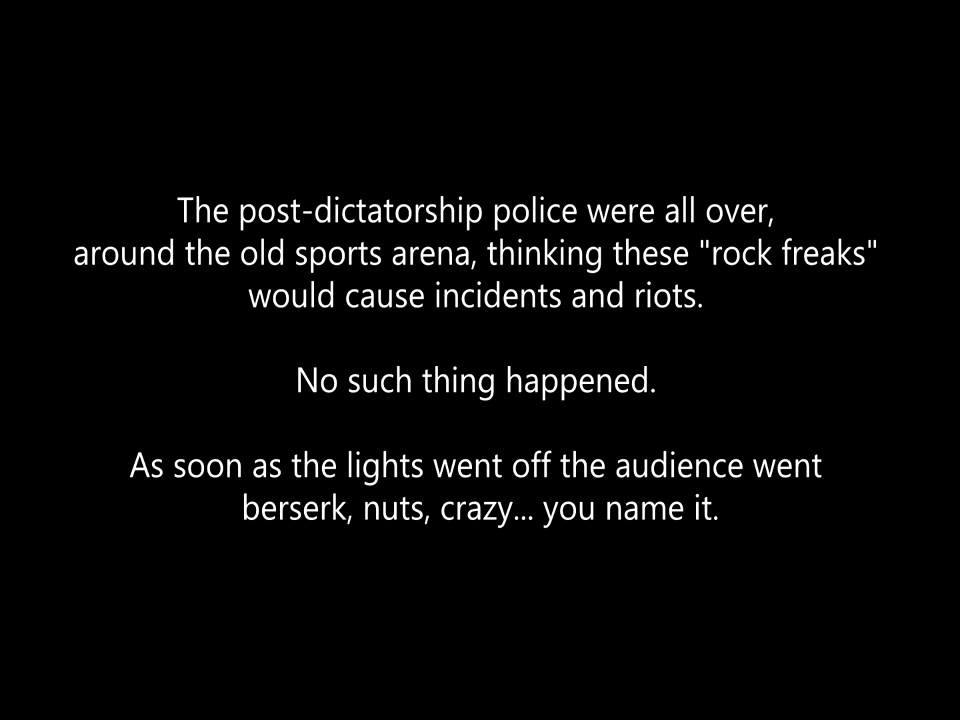 The post-dictatorship police were all over,
around the old sports arena, thinking these "rock freaks"
would cause incidents and riots.
No such thing happened.
As soon as the lights went off the audience went
berserk, nuts, crazy... you name it.